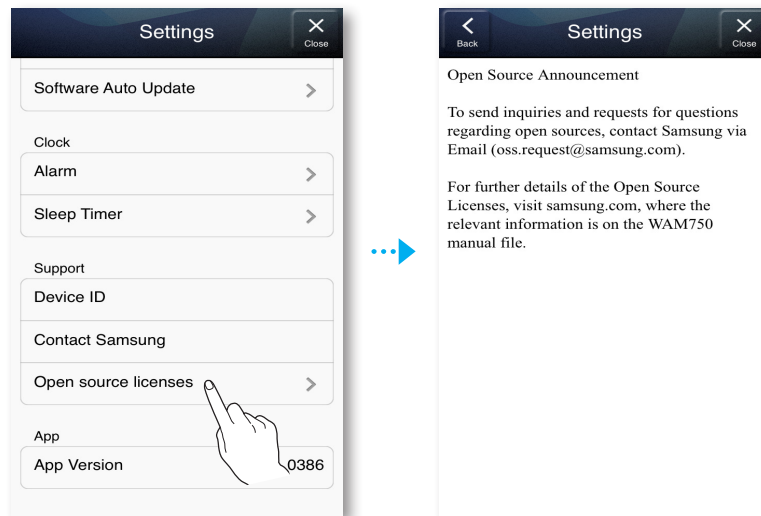 Settings
Close
Software Auto Update
Clock
Alarm
Sleep Timer
Support
Device ID
Contact Samsung
Open source licenses
App
App Version 0386
Back
Settings
Close
Open Source Announcement
To send inquiries and requests for questions
regarding open sources, contact Samsung via
Email (oss.request@samsung.com).
For further details of the Open Source
Licenses, visit samsung.com, where the
relevant information is on the WAM750
manual file.